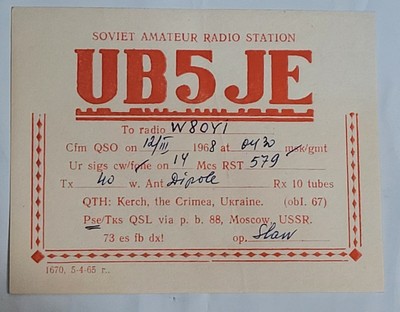 SOVIET AMATEUR RADIO STATION
UB5JE
To radio W8OYI
Cfm QSO on 12/III 1968 at 0430 msk/gmt
Ur sigs cw/fone on 14 Mcs RST 579
Tx 40 w, Ant Dipole Rx 10 tubes
QTH: Kerch, the Crimea, Ukraine. (obl. 67)
Pse/Tks QSL via p. b. 88, Moscow, USSR.
73 es fb dx! op. Slaw
1670, 5-4-65 г..